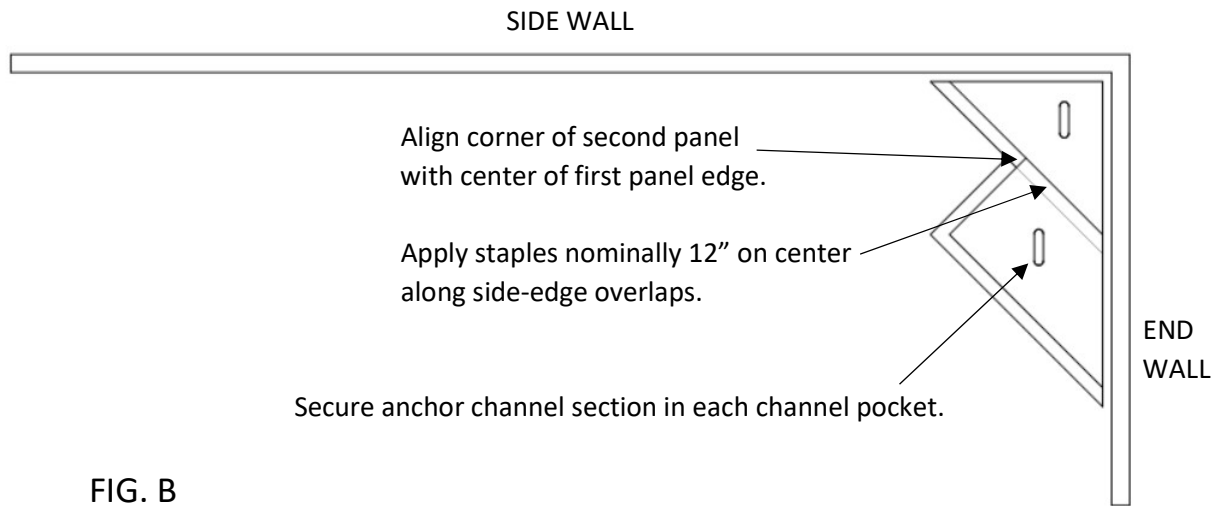 SIDE WALL
Align corner of second panel
with center of first panel edge.
Apply staples nominally 12” on center
along side-edge overlaps.
END
WALL
Secure anchor channel section in each channel pocket.
FIG. B